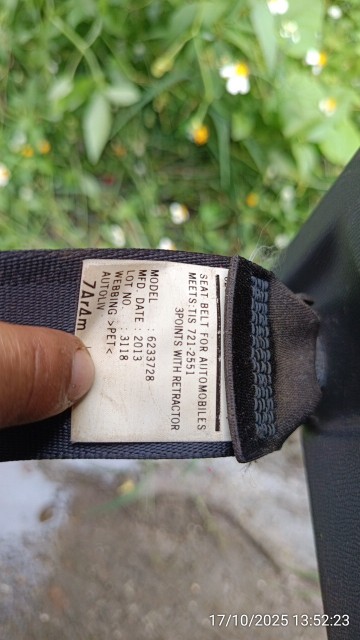 SEAT BELT FOR AUTOMOBILES
MEETS:TIS 721-2551
3POINTS WITH RETRACTOR
MODEL : 6233728
MFD. DATE : 2013
LOT NO. : 3118
WEBBING >PET<
AUTOLIV
7A4m
17/10/2025 13:52:23